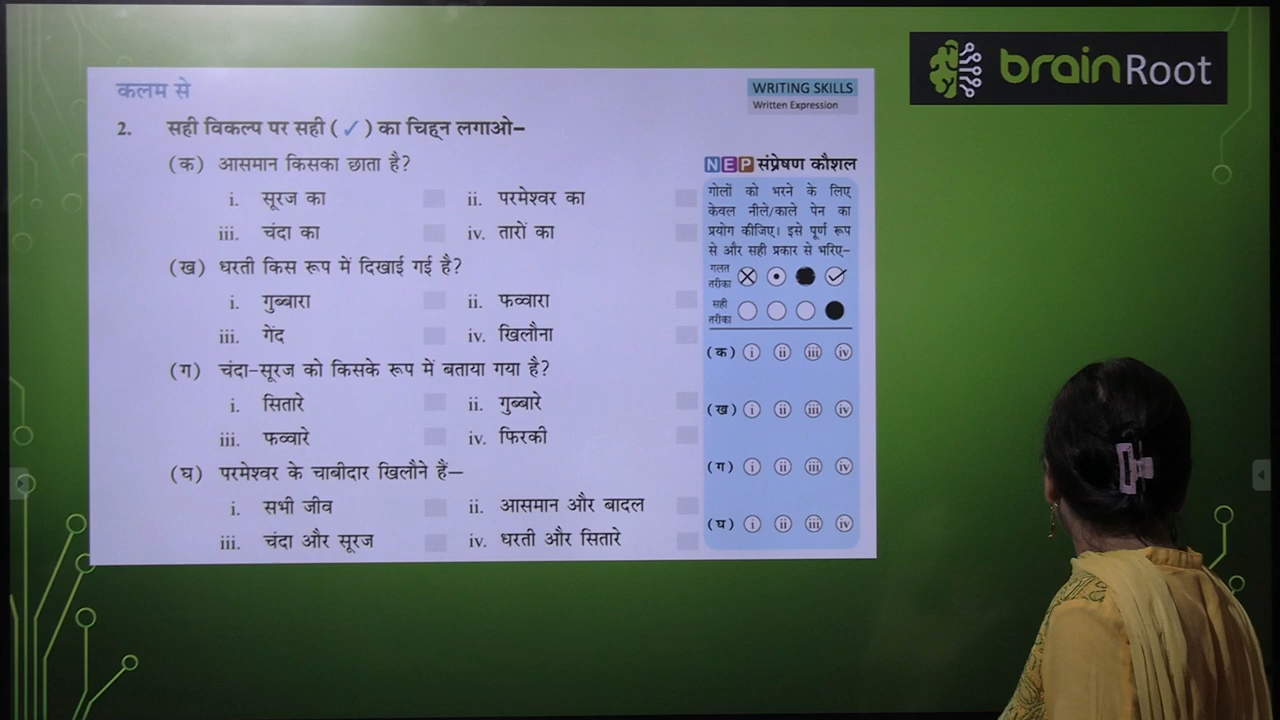 brainRoot
कलम से
WRITING SKILLS
Written Expression
2. सही विकल्प पर सही ( ✓ ) का चिह्न लगाओ–
(क) आसमान किसका छाता है?
i. सूरज का ii. परमेश्वर का
iii. चंदा का iv. तारों का
(ख) धरती किस रूप में दिखाई गई है?
i. गुब्बारा ii. फव्वारा
iii. गेंद iv. खिलौना
(ग) चंदा-सूरज को किसके रूप में बताया गया है?
i. सितारे ii. गुब्बारे
iii. फव्वारे iv. फिरकी
(घ) परमेश्वर के चाबीदार खिलौने हैं—
i. सभी जीव ii. आसमान और बादल
iii. चंदा और सूरज iv. धरती और सितारे
NEP संप्रेषण कौशल
गोलों को भरने के लिए
केवल नीले/काले पेन का
प्रयोग कीजिए। इसे पूर्ण रूप
से और सही प्रकार से भरिए–
गलत
तरीका
सही
तरीका
(क) i ii iii iv
(ख) i ii iii iv
(ग) i ii iii iv
(घ) i ii iii iv